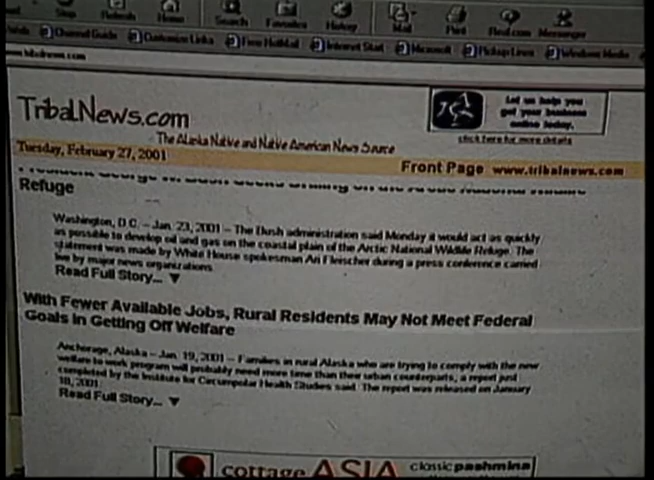 Stop Refresh Home Search Favorites History Mail Print Messenger
Channel Guide Customize Links Free HotMail Internet Start Microsoft Windows Media
TribalNews.com
The Alaska Native and Native American News Source
Let us help you
get your business
online today.
click here for more details
Tuesday, February 27, 2001
Front Page www.tribalnews.com
Refuge
Washington, D.C. – Jan. 23, 2001 – The Bush administration said Monday it would act as quickly
as possible to develop oil and gas on the coastal plain of the Arctic National Wildlife Refuge. The
statement was made by White House spokesman Ari Fleischer during a press conference carried
live by major news organizations.
Read Full Story... ▼
With Fewer Available Jobs, Rural Residents May Not Meet Federal
Goals in Getting Off Welfare
Anchorage, Alaska – Jan. 19, 2001 – Families in rural Alaska who are trying to comply with the new
welfare to work program will probably need more time than their urban counterparts, a report just
completed by the Institute for Circumpolar Health Studies said. The report was released on January
18, 2001.
Read Full Story... ▼
cottage ASIA classic pashmina